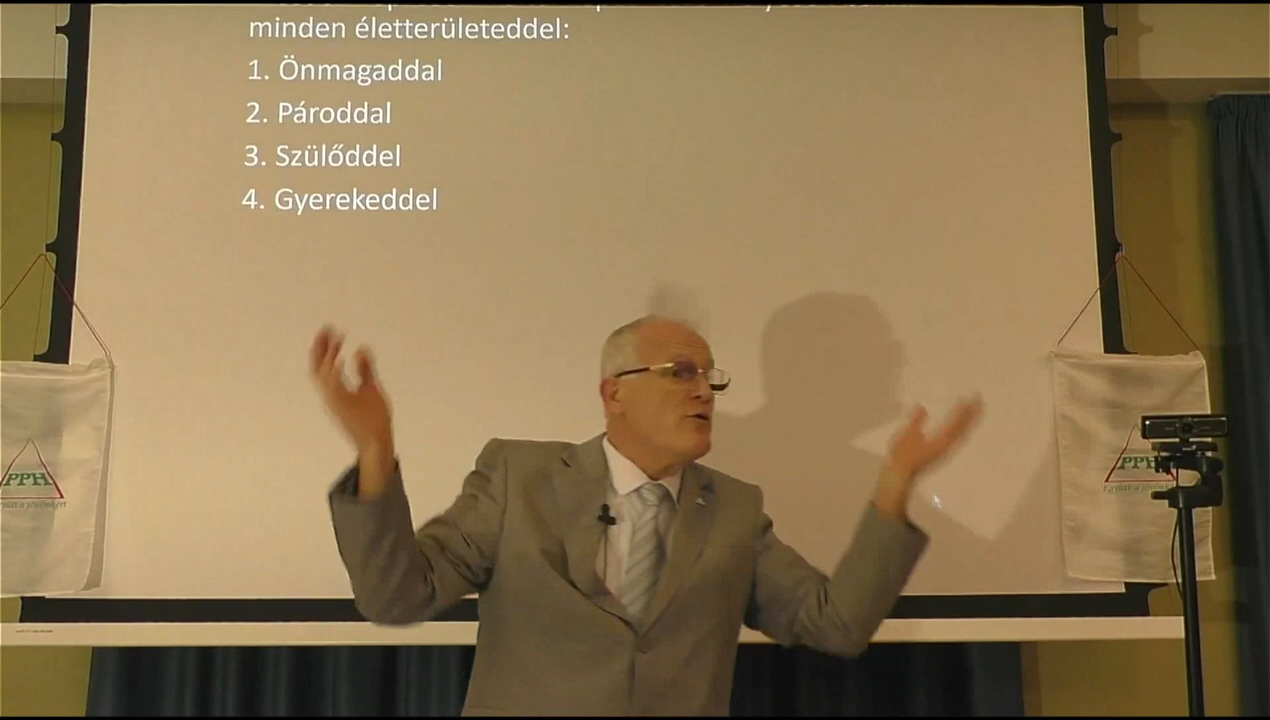 minden életterületeddel:
1. Önmagaddal
2. Pároddal
3. Szülőddel
4. Gyerekeddel
PPH
PPH